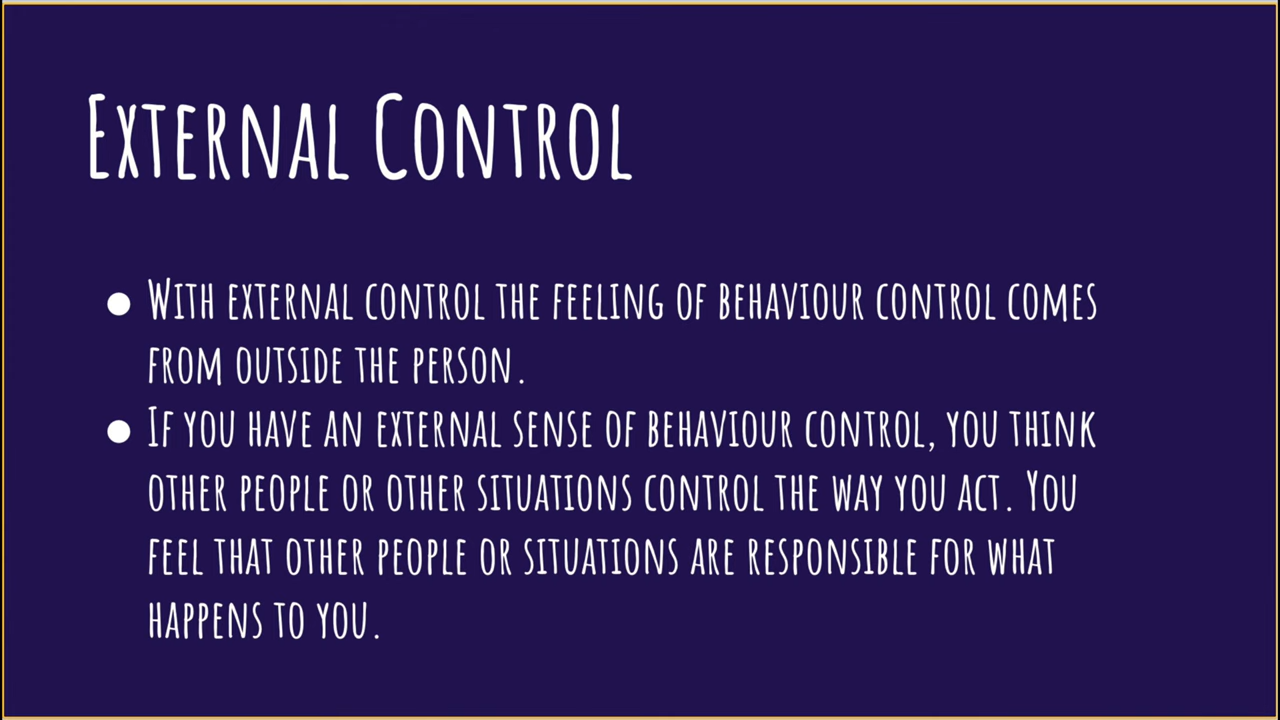 External Control
● With external control the feeling of behaviour control comes
from outside the person.
● If you have an external sense of behaviour control, you think
other people or other situations control the way you act. You
feel that other people or situations are responsible for what
happens to you.